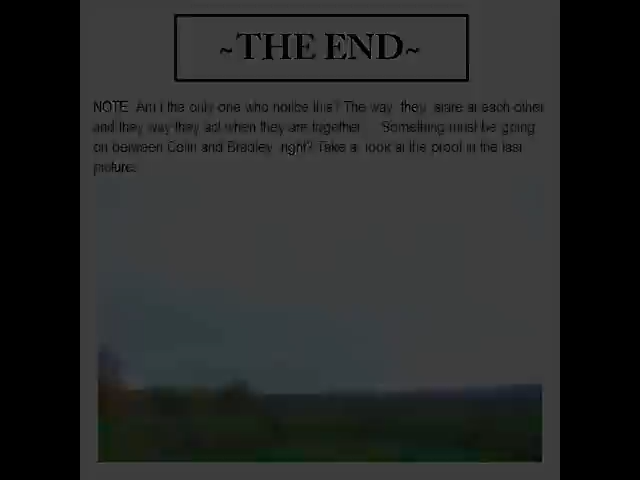 ~THE END~
NOTE: Am I the only one who notice this? The way they stare at each other
and they way they act when they are together... Something must be going
on between Colin and Bradley, right? Take a look at the proof in the last
picture.